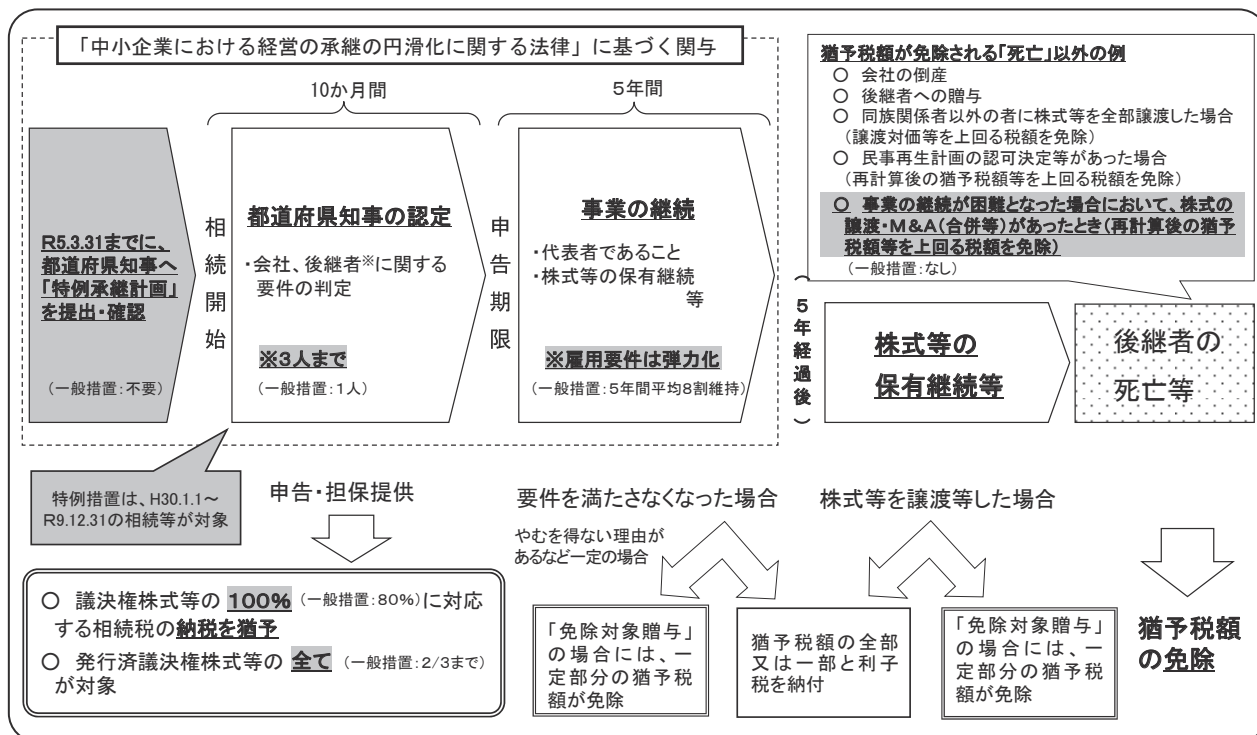 「中小企業における経営の承継の円滑化に関する法律」に基づく関与
10か月間
5年間
R5.3.31までに、
都道府県知事へ
「特例承継計画」
を提出・確認
(一般措置:不要)
相続開始
都道府県知事の認定
・会社、後継者※に関する
要件の判定
※3人まで
(一般措置:1人)
申告期限
事業の継続
・代表者であること
・株式等の保有継続
等
※雇用要件は弾力化
(一般措置:5年間平均8割維持)
猶予税額が免除される「死亡」以外の例
○ 会社の倒産
○ 後継者への贈与
○ 同族関係者以外の者に株式等を全部譲渡した場合
(譲渡対価等を上回る税額を免除)
○ 民事再生計画の認可決定等があった場合
(再計算後の猶予税額等を上回る税額を免除)
○ 事業の継続が困難となった場合において、株式の
譲渡・M&A(合併等)があったとき(再計算後の猶予
税額等を上回る税額を免除)
(一般措置:なし)
(5年経過後)
株式等の
保有継続等
後継者の
死亡等
特例措置は、H30.1.1~
R9.12.31の相続等が対象
申告・担保提供
○ 議決権株式等の 100% (一般措置:80%)に対応
する相続税の納税を猶予
○ 発行済議決権株式等の 全て (一般措置:2/3まで)
が対象
要件を満たさなくなった場合
やむを得ない理由が
あるなど一定の場合
株式等を譲渡等した場合
「免除対象贈与」
の場合には、一
定部分の猶予税
額が免除
猶予税額の全部
又は一部と利子
税を納付
「免除対象贈与」
の場合には、一
定部分の猶予税
額が免除
猶予税額
の免除